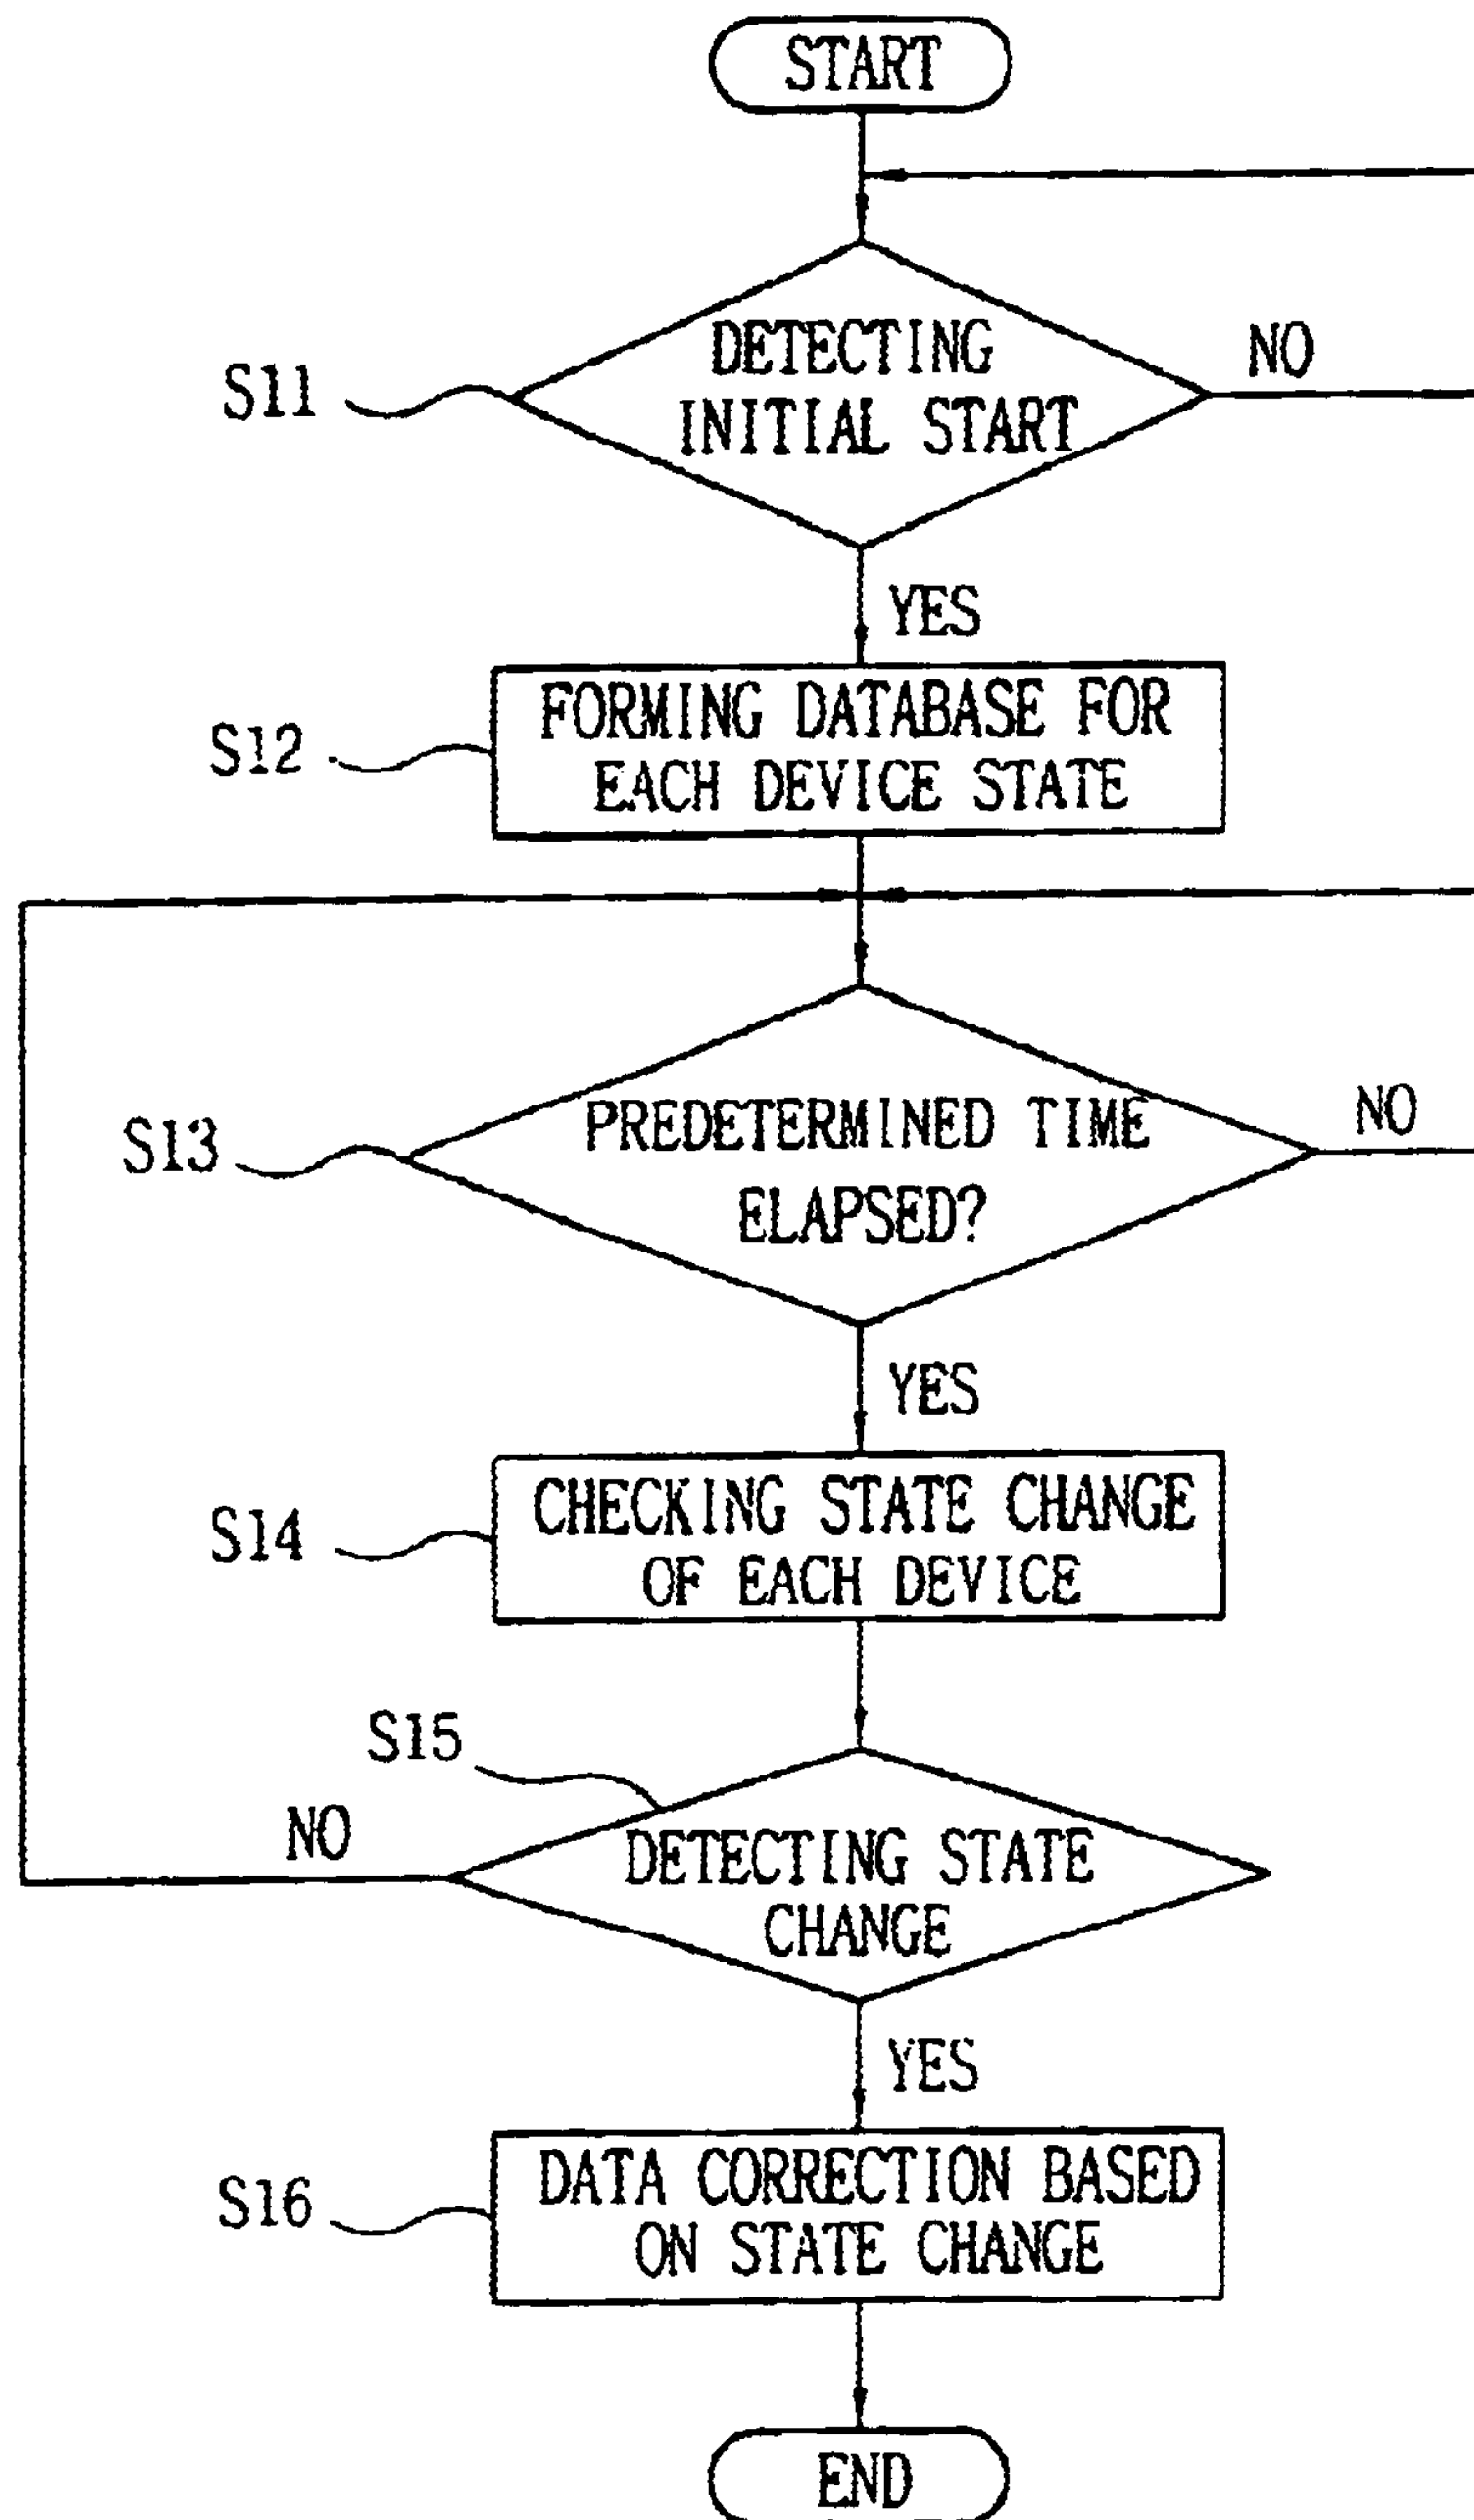 START
DETECTING
INITIAL START
NO
S11
YES
FORMING DATABASE FOR
EACH DEVICE STATE
S12
PREDETERMINED TIME
ELAPSED?
NO
S13
YES
CHECKING STATE CHANGE
OF EACH DEVICE
S14
S15
NO
DETECTING STATE
CHANGE
YES
DATA CORRECTION BASED
ON STATE CHANGE
S16
END